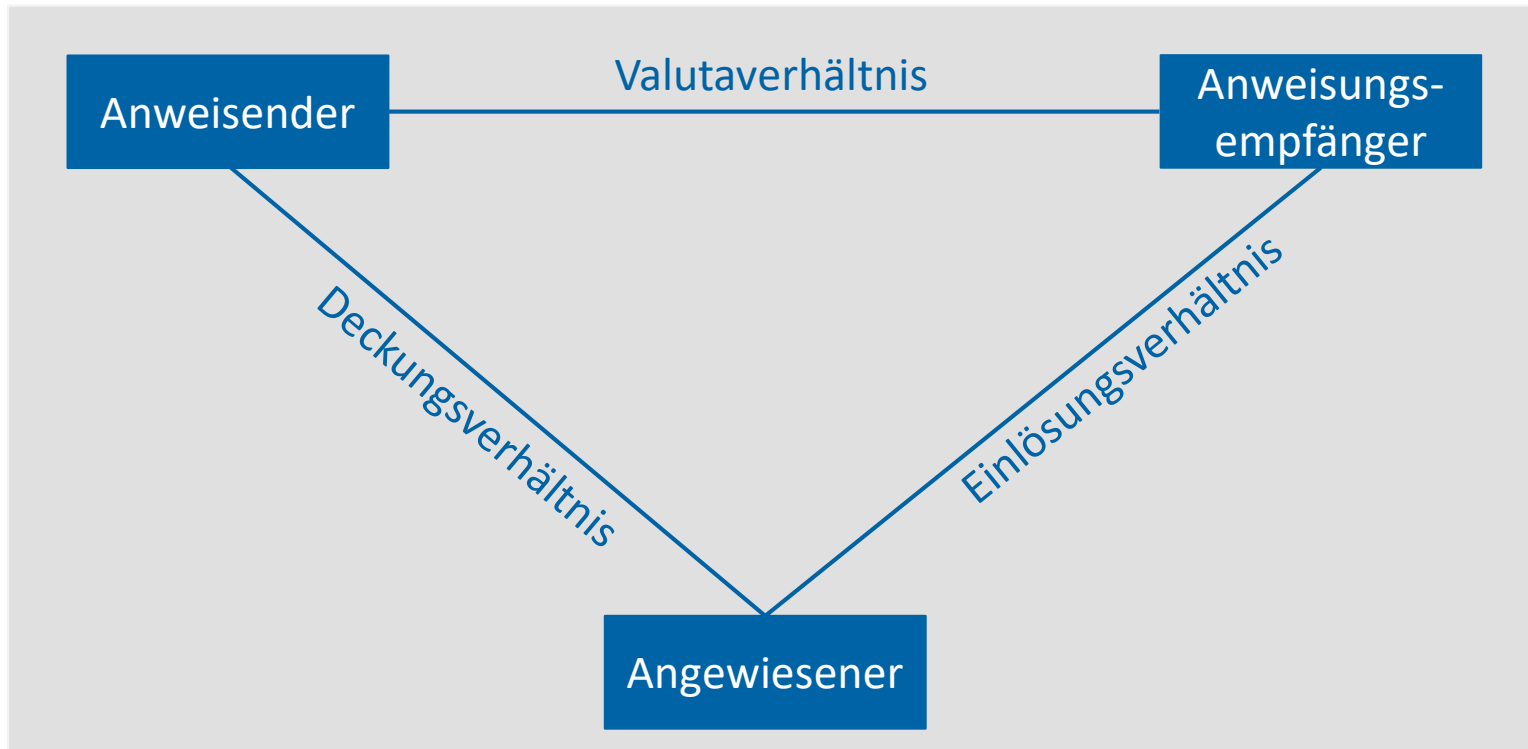 Valutaverhältnis
Anweisender
Anweisungs-
empfänger
Deckungsverhältnis
Einlösungsverhältnis
Angewiesener